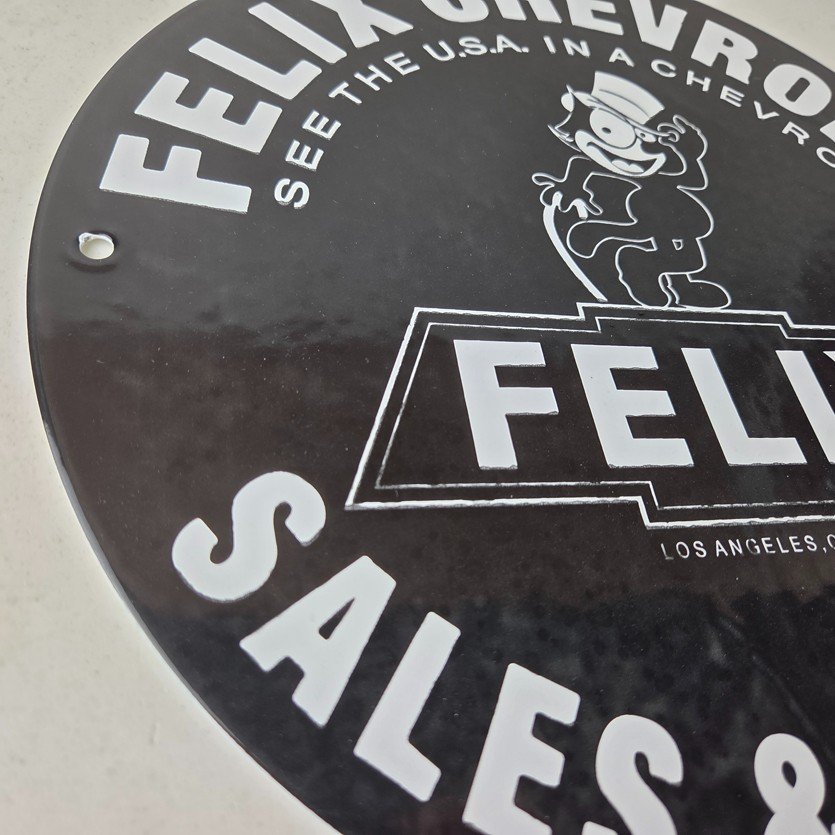 FELIX CHEVRO
SEE THE U.S.A. IN A CHEVRO
FELI
LOS ANGELES,
SALES &